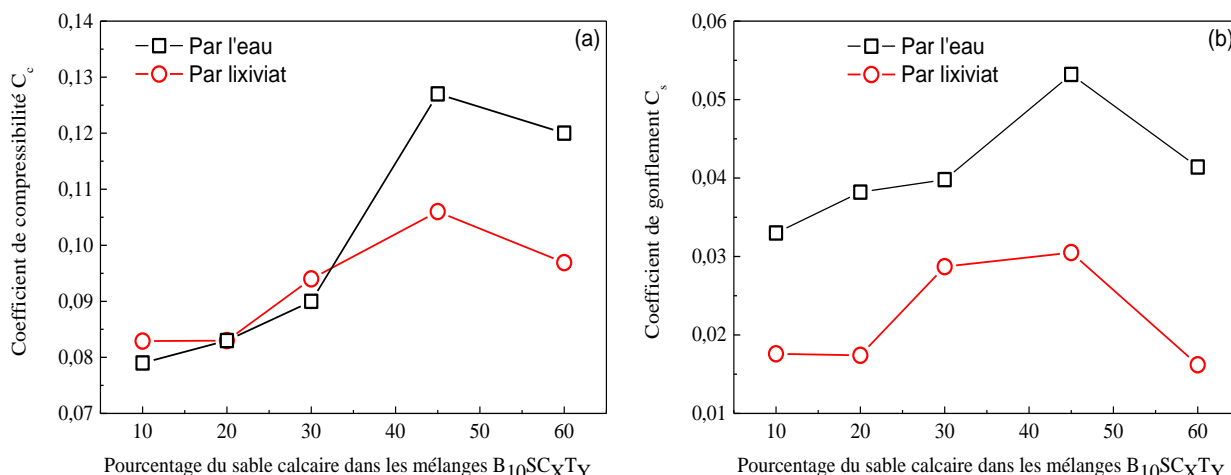 0,14
0,13
0,12
0,11
0,10
0,09
0,08
0,07
Coefficient de compressibilité C_c
Par l'eau
Par lixiviat
(a)
10 20 30 40 50 60
Pourcentage du sable calcaire dans les mélanges B10SCXTY
0,06
0,05
0,04
0,03
0,02
0,01
Coefficient de gonflement C_s
Par l'eau
Par lixiviat
(b)
10 20 30 40 50 60
Pourcentage du sable calcaire dans les mélanges B10SCXTY